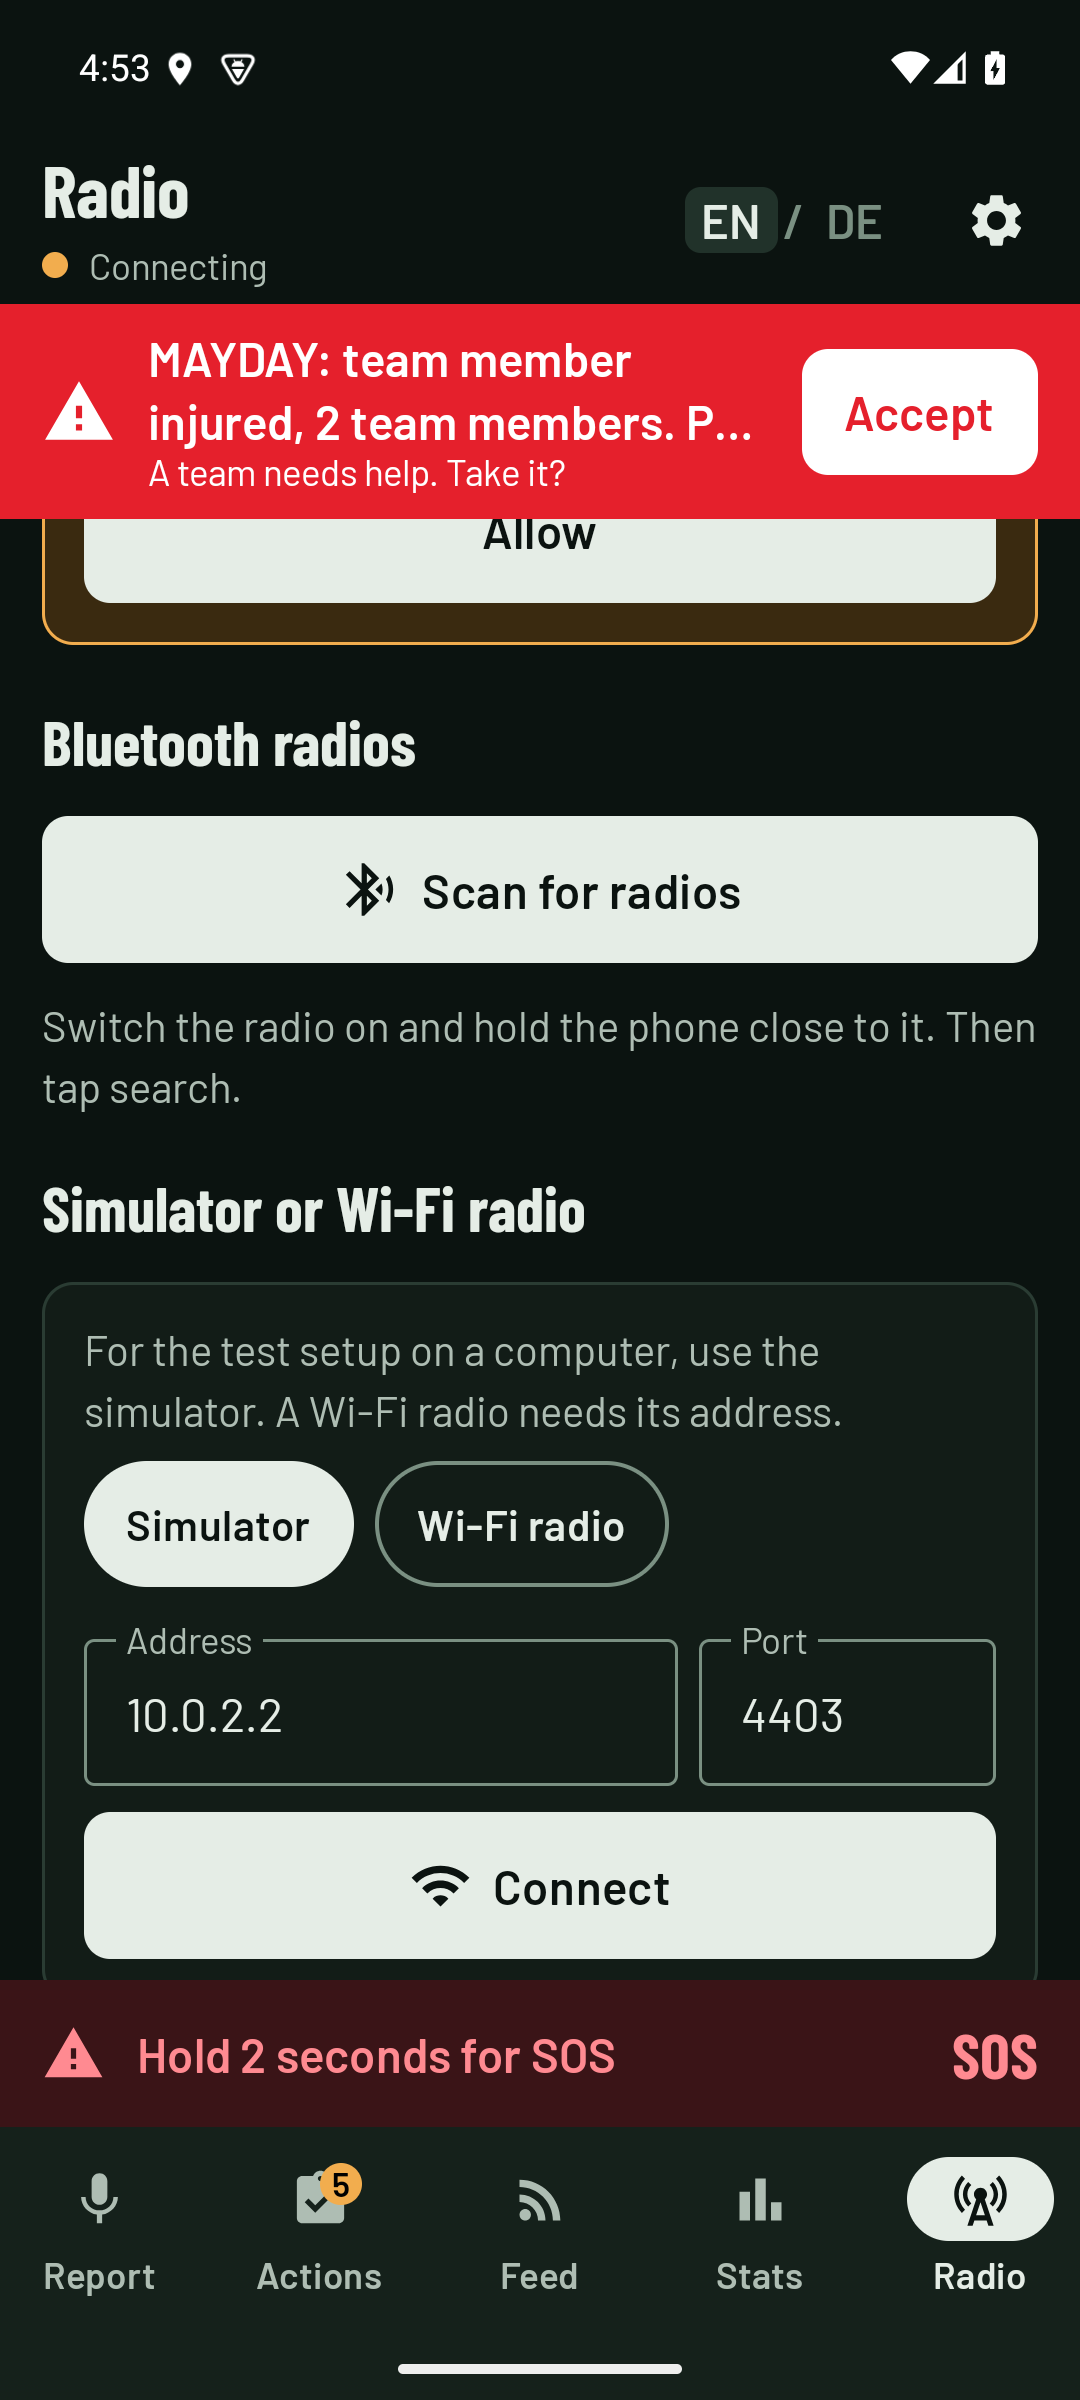 4:53
Radio
Connecting
EN / DE
MAYDAY: team member
injured, 2 team members. P...
A team needs help. Take it?
Accept
Allow
Bluetooth radios
Scan for radios
Switch the radio on and hold the phone close to it. Then
tap search.
Simulator or Wi-Fi radio
For the test setup on a computer, use the
simulator. A Wi-Fi radio needs its address.
Simulator
Wi-Fi radio
Address
10.0.2.2
Port
4403
Connect
Hold 2 seconds for SOS
SOS
5
Report
Actions
Feed
Stats
Radio